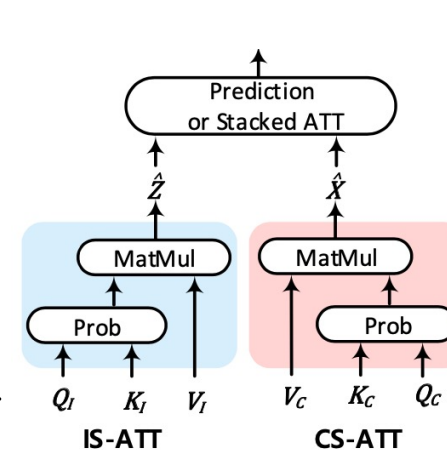 Prediction
or Stacked ATT
Ẑ X̂
MatMul MatMul
Prob Prob
Q_I K_I V_I V_C K_C Q_C
IS-ATT CS-ATT